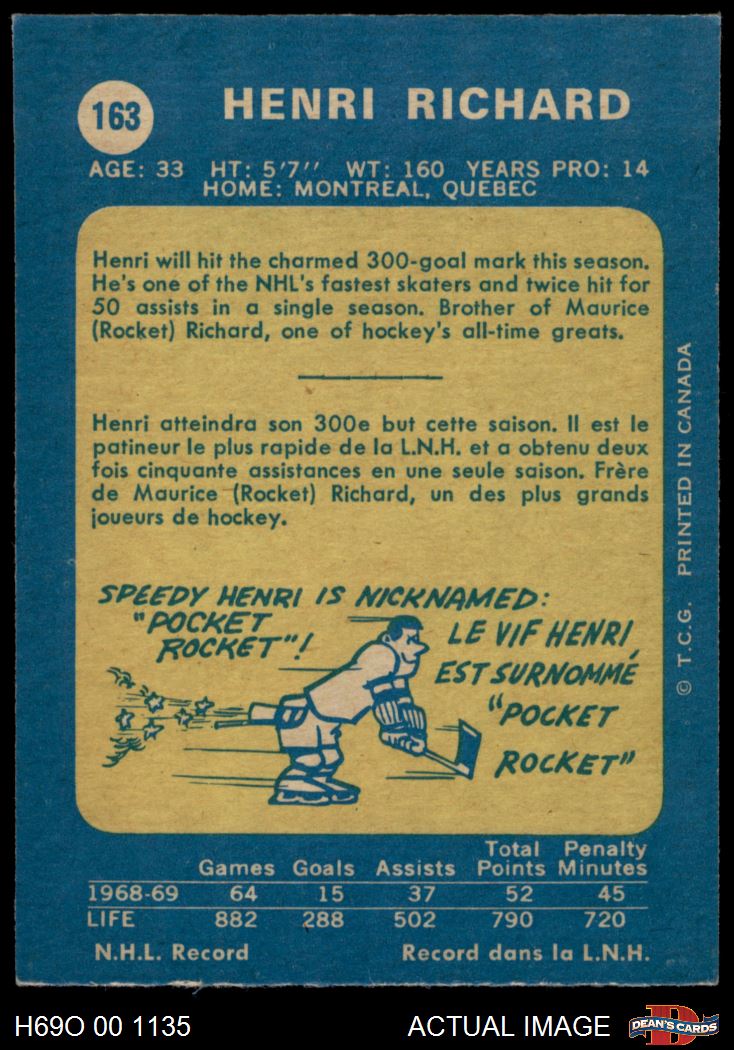 163
HENRI RICHARD
AGE: 33 HT: 5'7'' WT: 160 YEARS PRO: 14
HOME: MONTREAL, QUEBEC
Henri will hit the charmed 300-goal mark this season.
He's one of the NHL's fastest skaters and twice hit for
50 assists in a single season. Brother of Maurice
(Rocket) Richard, one of hockey's all-time greats.
Henri atteindra son 300e but cette saison. Il est le
patineur le plus rapide de la L.N.H. et a obtenu deux
fois cinquante assistances en une seule saison. Frère
de Maurice (Rocket) Richard, un des plus grands
joueurs de hockey.
SPEEDY HENRI IS NICKNAMED:
"POCKET
ROCKET"!
LE VIF HENRI
EST SURNOMMÉ
"POCKET
ROCKET"
© T.C.G. PRINTED IN CANADA
Total Penalty
Games Goals Assists Points Minutes
1968-69 64 15 37 52 45
LIFE 882 288 502 790 720
N.H.L. Record Record dans la L.N.H.
H69O 00 1135 ACTUAL IMAGE
D
DEAN'S CARDS